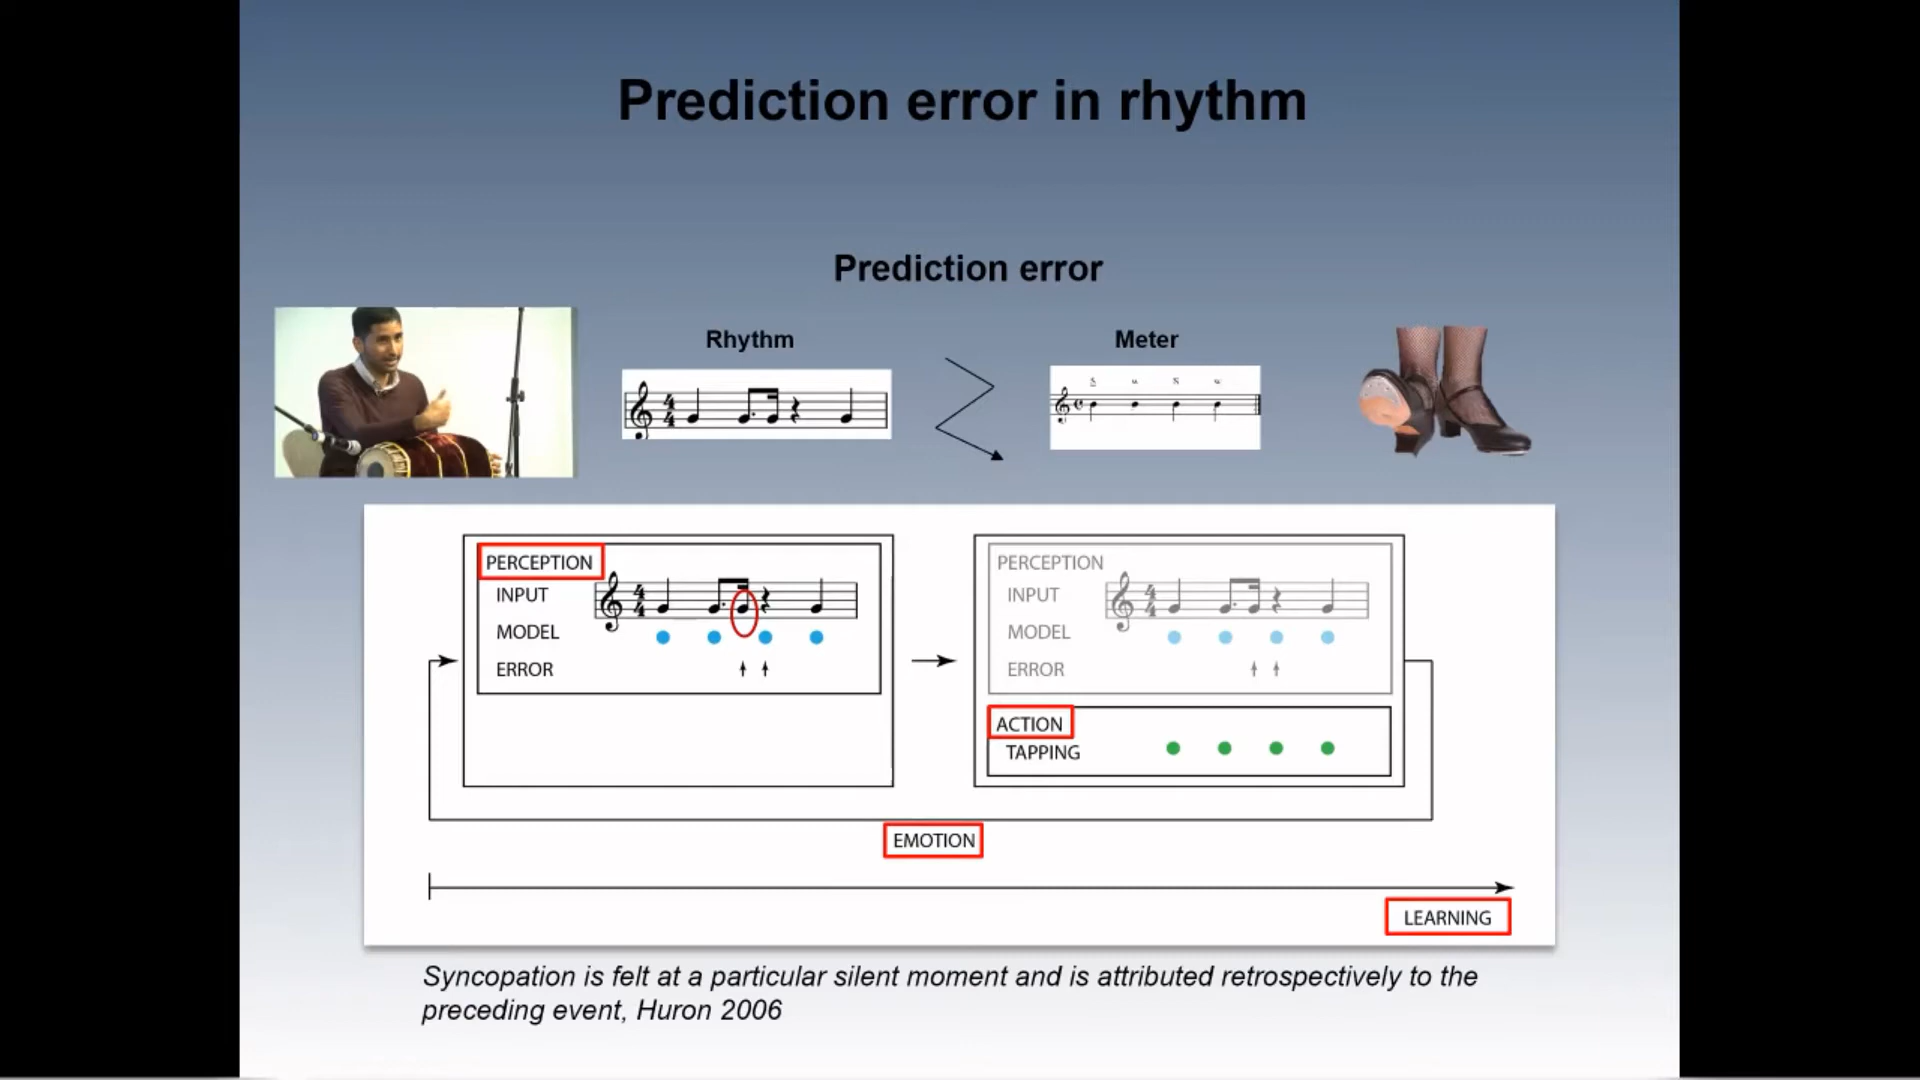 Prediction error in rhythm
Prediction error
Rhythm
Meter
PERCEPTION
INPUT
MODEL
ERROR
PERCEPTION
INPUT
MODEL
ERROR
ACTION
TAPPING
EMOTION
LEARNING
Syncopation is felt at a particular silent moment and is attributed retrospectively to the
preceding event, Huron 2006